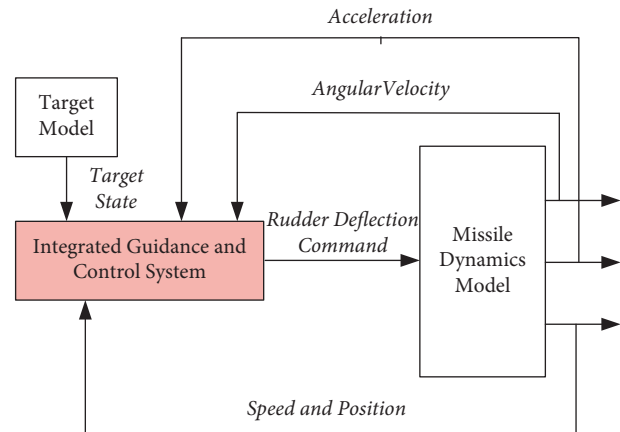 Acceleration
Target
Model
AngularVelocity
Target
State
Integrated Guidance and
Control System
Rudder Deflection
Command
Missile
Dynamics
Model
Speed and Position